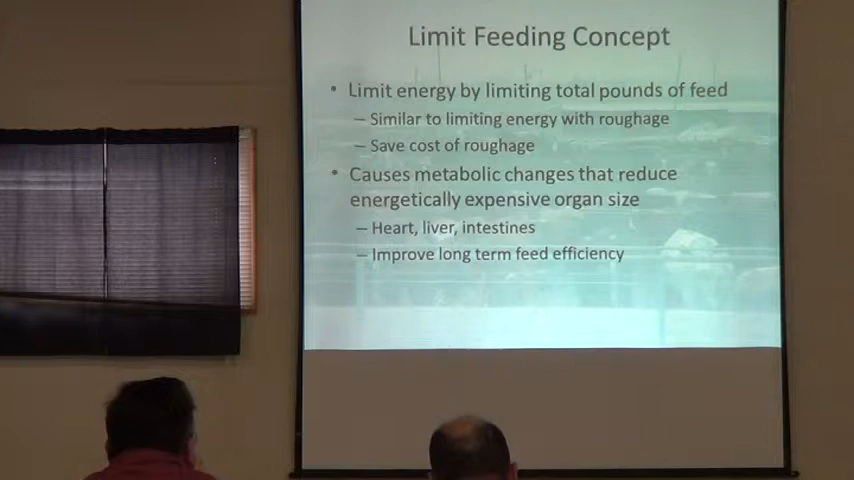 Limit Feeding Concept
• Limit energy by limiting total pounds of feed
– Similar to limiting energy with roughage
– Save cost of roughage
• Causes metabolic changes that reduce
energetically expensive organ size
– Heart, liver, intestines
– Improve long term feed efficiency